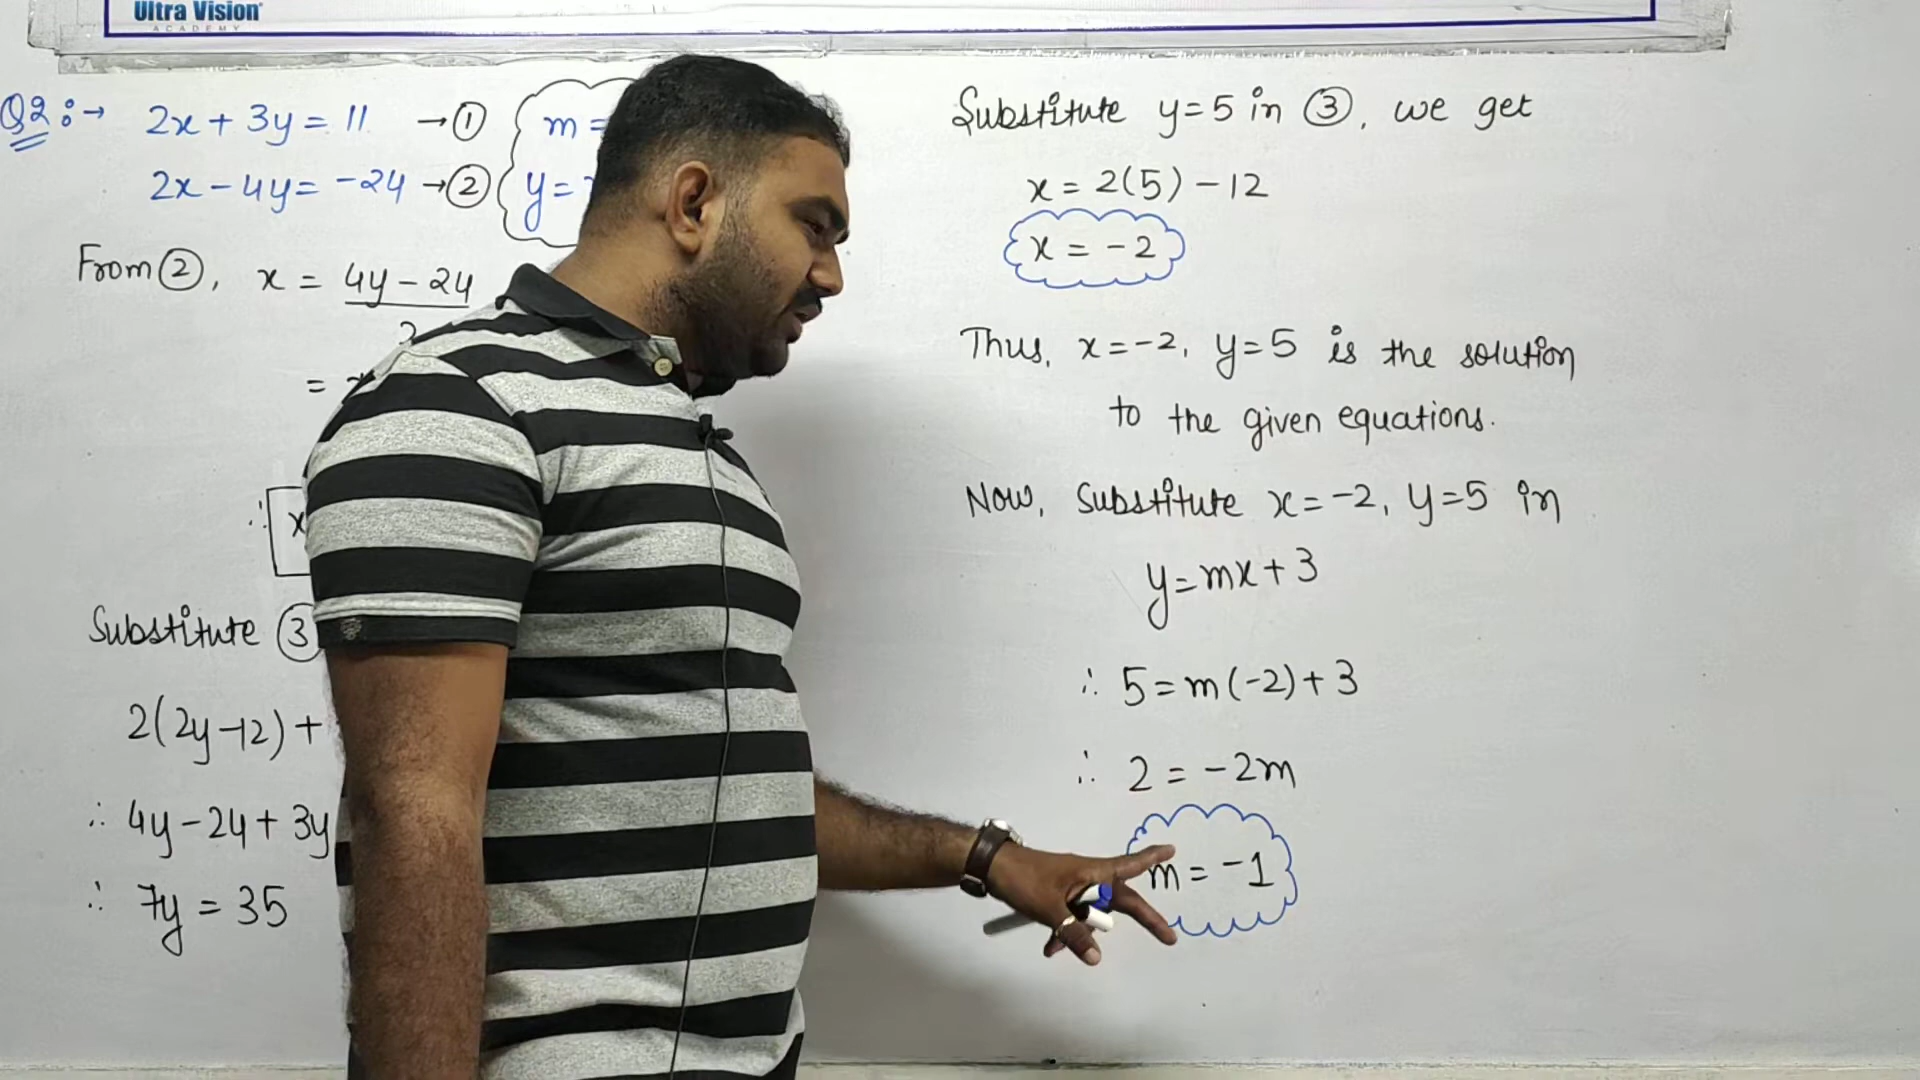 Ultra Vision
ACADEMY
Q2:→ 2x + 3y = 11 → ①
2x - 4y = -24 → ②
m =
y =
From ②, x = 4y - 24
=
∴ x
Substitute ③
2(2y-12) +
∴ 4y - 24 + 3y
∴ 7y = 35
Substitute y=5 in ③, we get
x = 2(5) - 12
x = -2
Thus, x=-2, y=5 is the solution
to the given equations.
Now, Substitute x=-2, y=5 in
y=mx+3
∴ 5=m(-2)+3
∴ 2 = -2m
m = -1